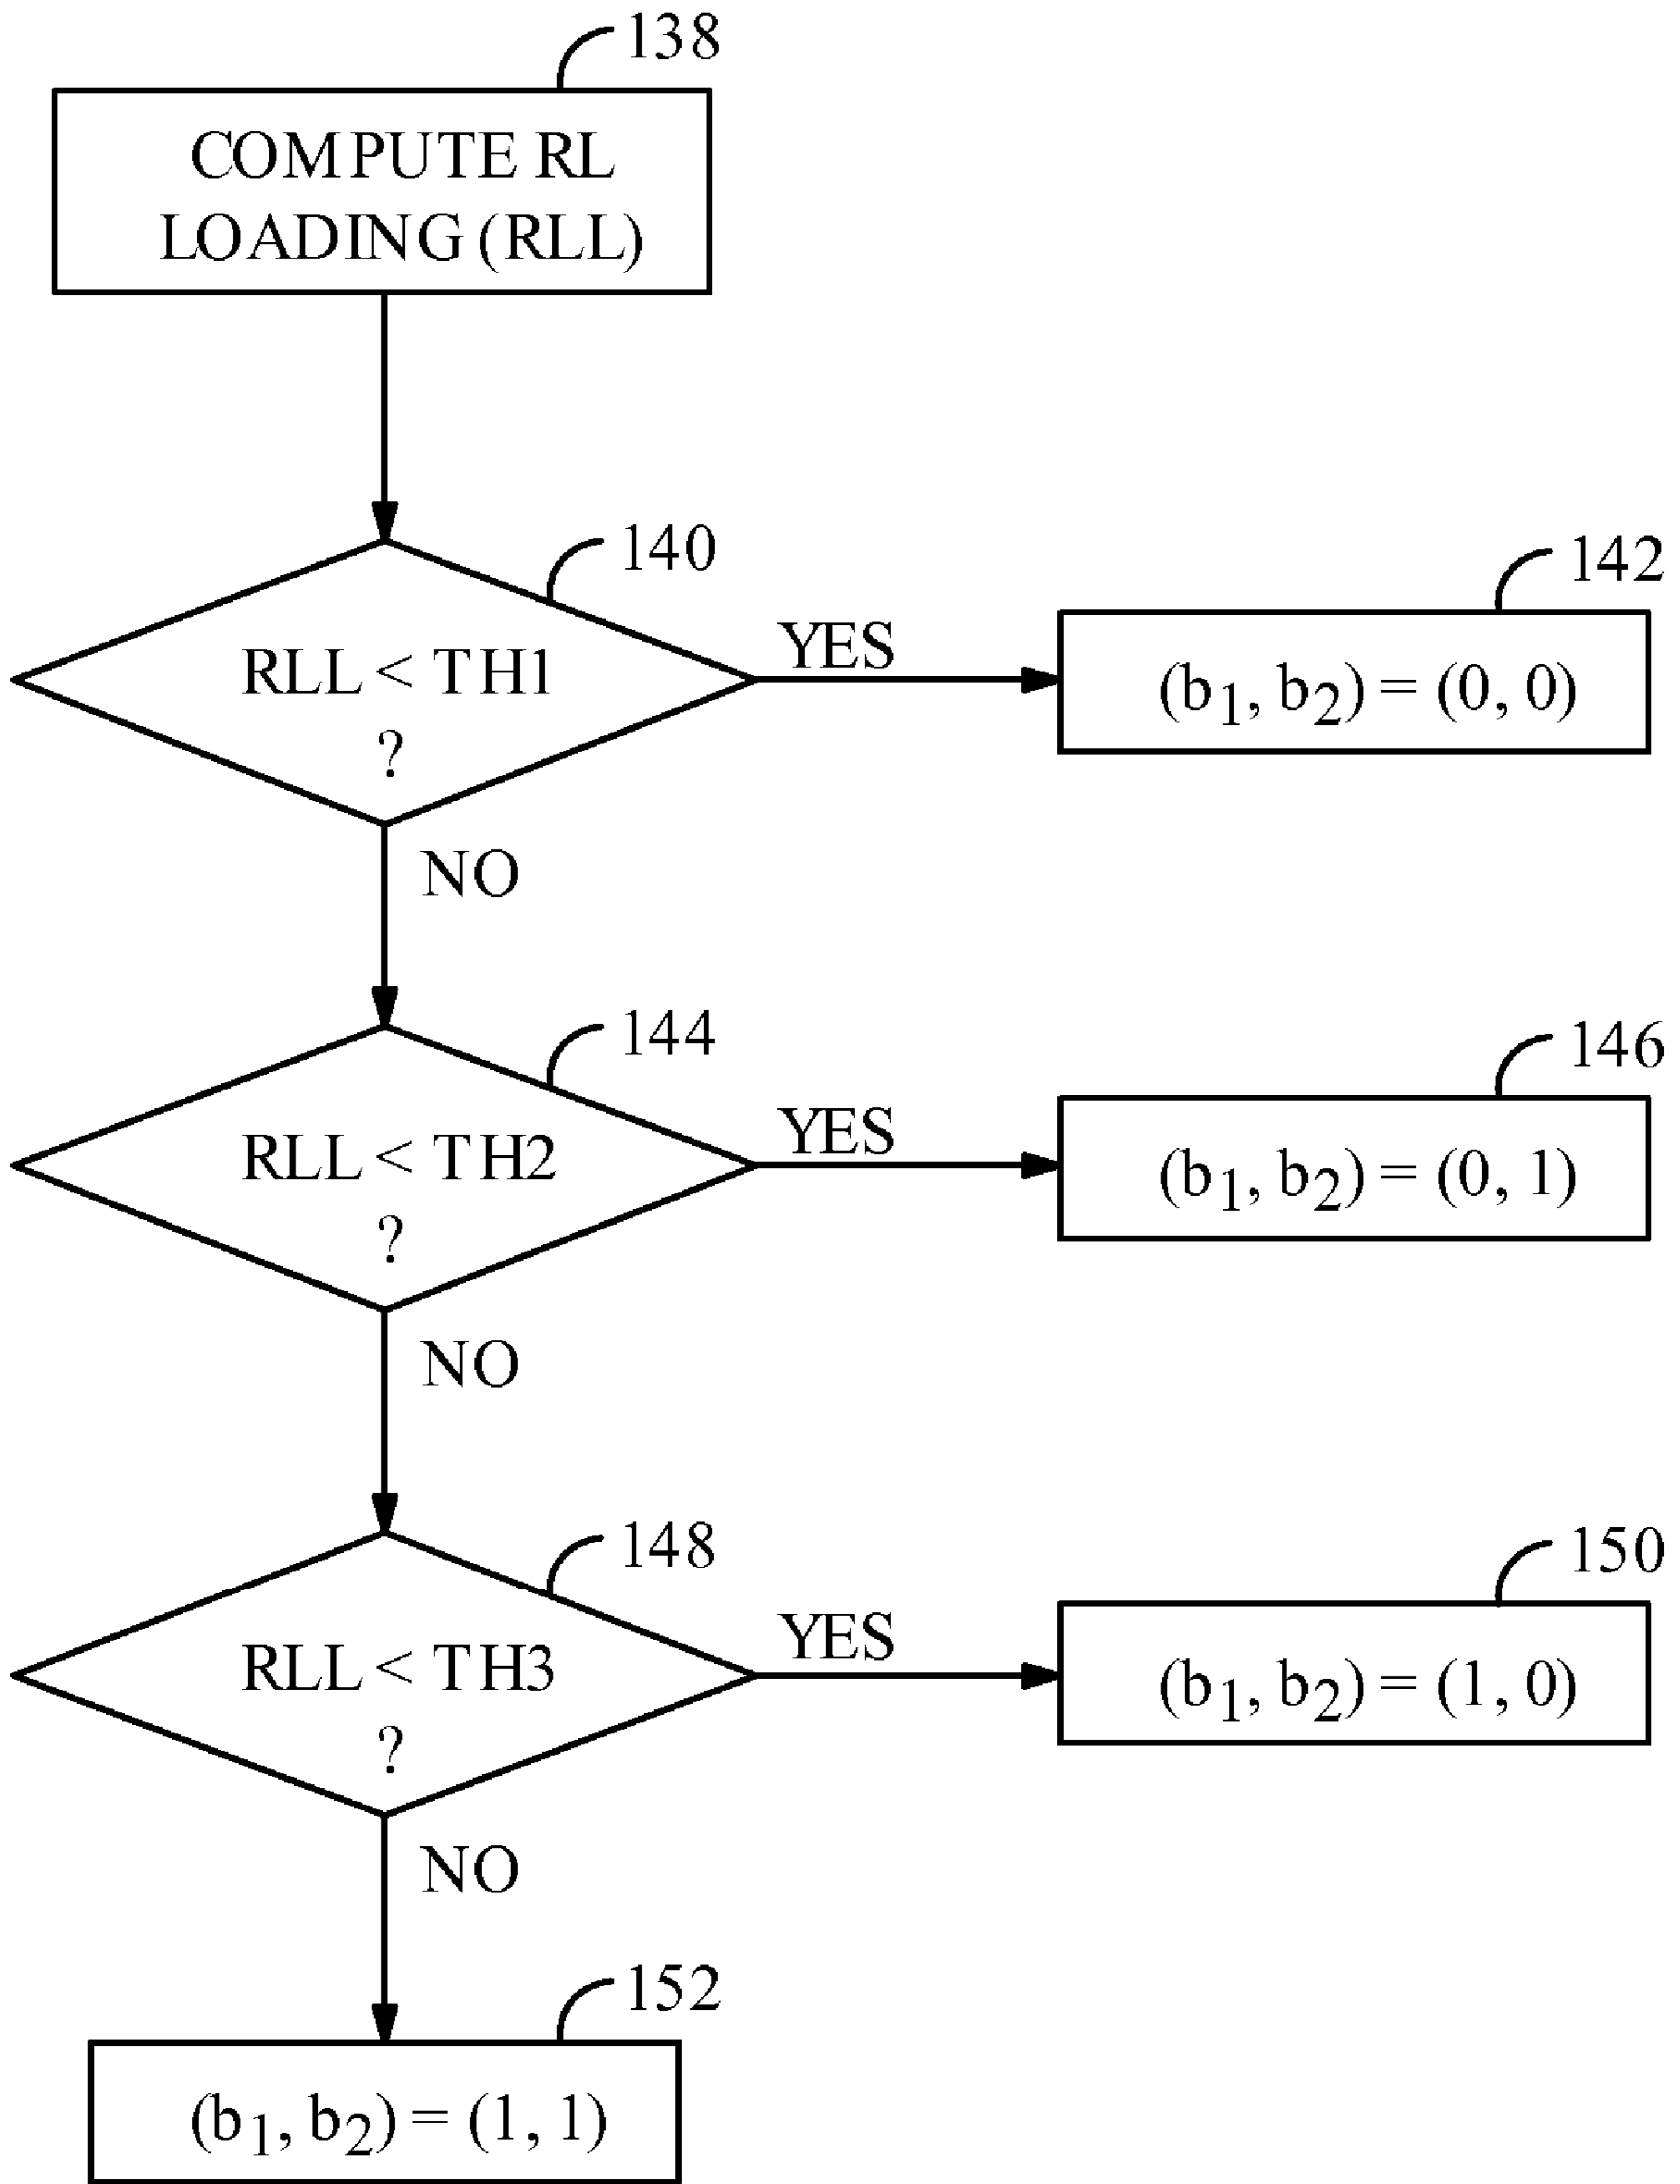 138
COMPUTE RL
LOADING (RLL)
140
RLL < TH1
?
YES
142
(b₁, b₂) = (0, 0)
NO
144
RLL < TH2
?
YES
146
(b₁, b₂) = (0, 1)
NO
148
RLL < TH3
?
YES
150
(b₁, b₂) = (1, 0)
NO
152
(b₁, b₂) = (1, 1)